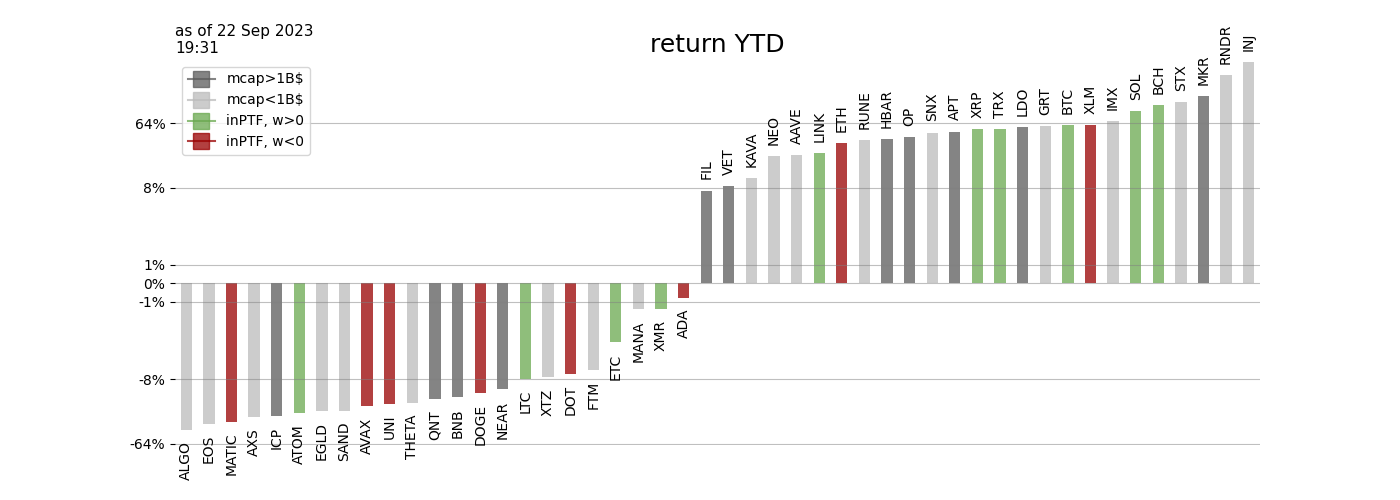 as of 22 Sep 2023
19:31
return YTD
mcap>1B$
mcap<1B$
inPTF, w>0
inPTF, w<0
64%
8%
1%
0%
-1%
-8%
-64%
ALGO
EOS
MATIC
AXS
ICP
ATOM
EGLD
SAND
AVAX
UNI
THETA
QNT
BNB
DOGE
NEAR
LTC
XTZ
DOT
FTM
ETC
MANA
XMR
ADA
FIL
VET
KAVA
NEO
AAVE
LINK
ETH
RUNE
HBAR
OP
SNX
APT
XRP
TRX
LDO
GRT
BTC
XLM
IMX
SOL
BCH
STX
MKR
RNDR
INJ